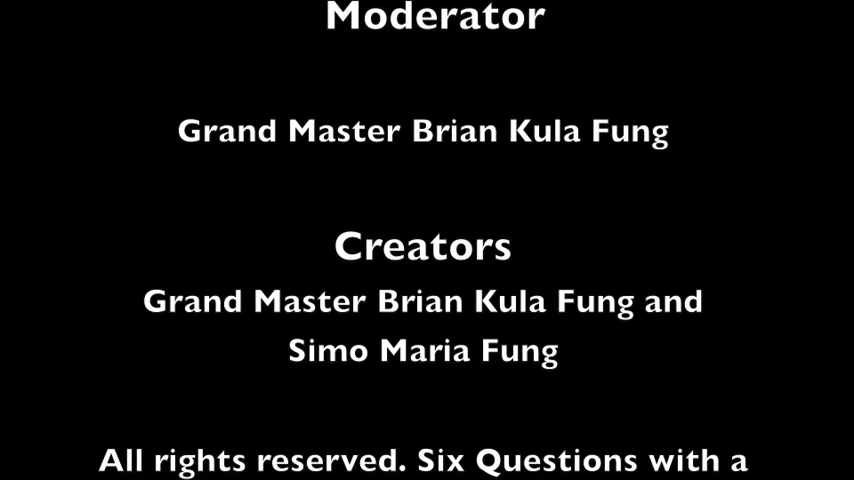 Moderator
Grand Master Brian Kula Fung
Creators
Grand Master Brian Kula Fung and
Simo Maria Fung
All rights reserved. Six Questions with a